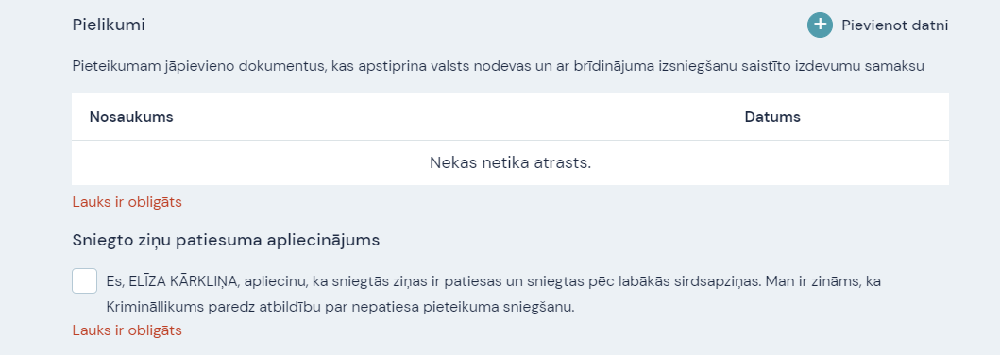 Pielikumi
Pievienot datni
Pieteikumam jāpievieno dokumentus, kas apstiprina valsts nodevas un ar brīdinājuma izsniegšanu saistīto izdevumu samaksu
Nosaukums Datums
Nekas netika atrasts.
Lauks ir obligāts
Sniegto ziņu patiesuma apliecinājums
Es, ELĪZA KĀRKLIŅA, apliecinu, ka sniegtās ziņas ir patiesas un sniegtas pēc labākās sirdsapziņas. Man ir zināms, ka
Krimināllikums paredz atbildību par nepatiesa pieteikuma sniegšanu.
Lauks ir obligāts